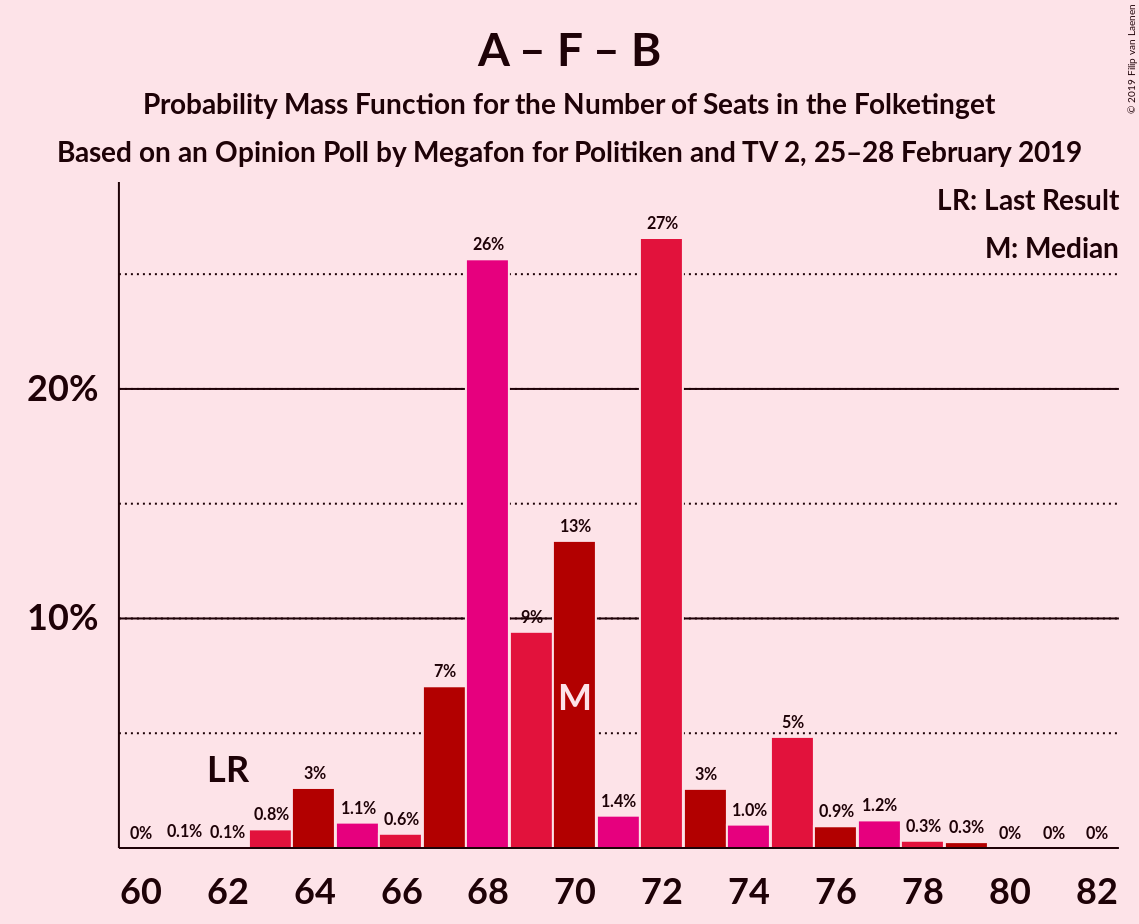 A – F – B
Probability Mass Function for the Number of Seats in the Folketinget
Based on an Opinion Poll by Megafon for Politiken and TV 2, 25–28 February 2019
© 2019 Filip van Laenen
LR: Last Result
M: Median
20%
10%
0%
0.1%
0.1%
0.8%
3%
1.1%
0.6%
7%
26%
9%
13%
1.4%
27%
3%
1.0%
5%
0.9%
1.2%
0.3%
0.3%
0%
0%
0%
LR
M
60 62 64 66 68 70 72 74 76 78 80 82